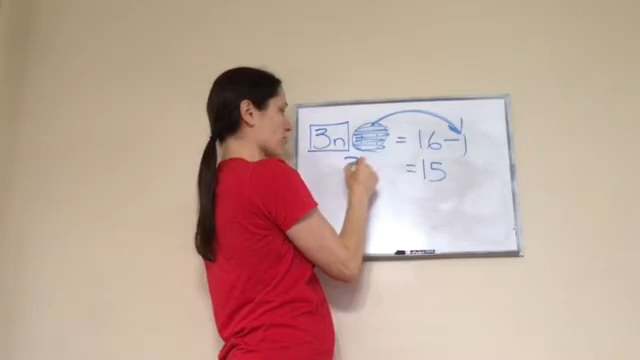 3n = 16 - 1
= 15